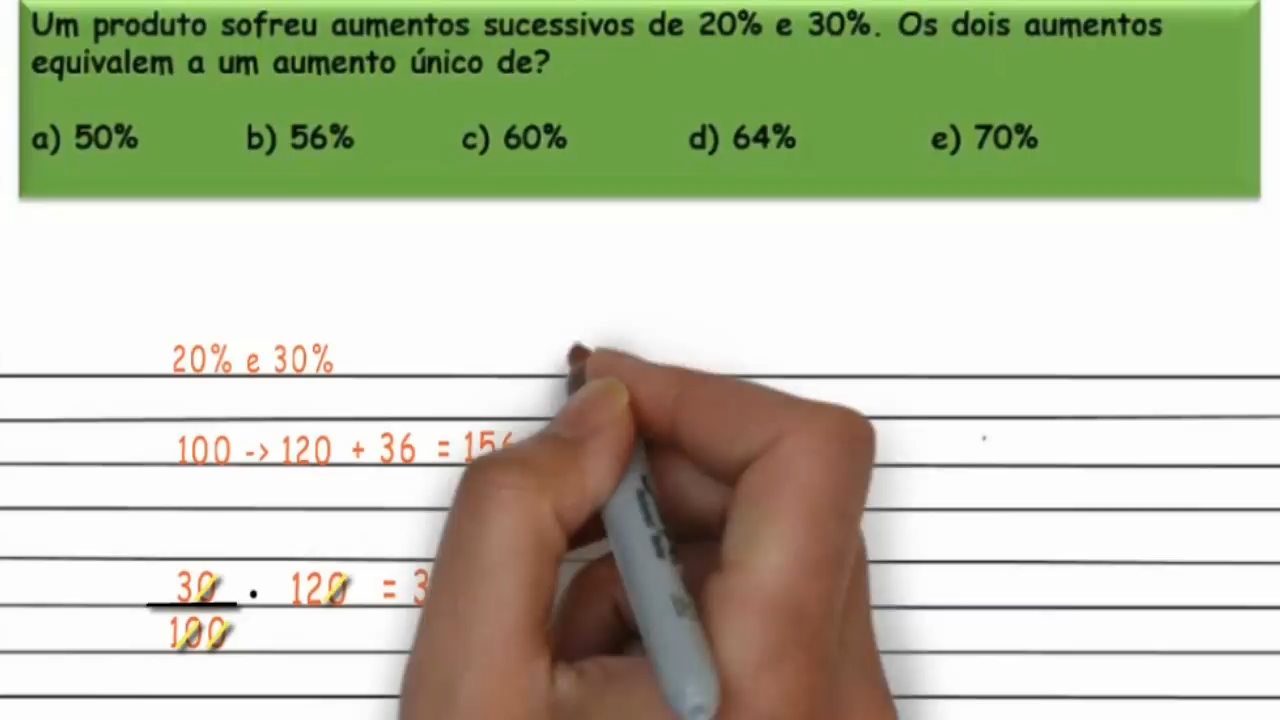 Um produto sofreu aumentos sucessivos de 20% e 30%. Os dois aumentos
equivalem a um aumento único de?
a) 50% b) 56% c) 60% d) 64% e) 70%
20% e 30%
100 -> 120 + 36 = 156
30 · 120 = 3
100